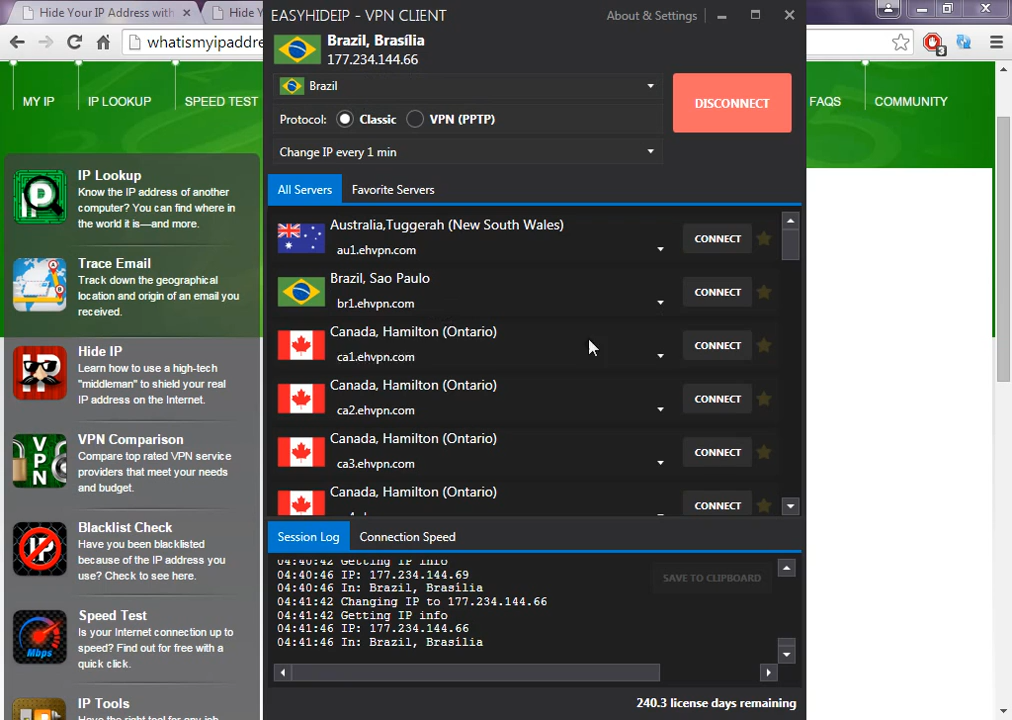 Hide Your IP Address with
Hide Y
whatismyipaddre
3
MY IP
IP LOOKUP
SPEED TEST
FAQS
COMMUNITY
IP Lookup
Know the IP address of another
computer? You can find where in
the world it is—and more.
Trace Email
Track down the geographical
location and origin of an email you
received.
Hide IP
Learn how to use a high-tech
"middleman" to shield your real
IP address on the Internet.
VPN
VPN Comparison
Compare top rated VPN service
providers that meet your needs
and budget.
IP
Blacklist Check
Have you been blacklisted
because of the IP address you
use? Check to see here.
Mbps
Speed Test
Is your Internet connection up to
speed? Find out for free with a
quick click.
IP Tools
EASYHIDEIP - VPN CLIENT
About & Settings
Brazil, Brasília
177.234.144.66
Brazil
DISCONNECT
Protocol: Classic VPN (PPTP)
Change IP every 1 min
All Servers
Favorite Servers
Australia,Tuggerah (New South Wales)
au1.ehvpn.com
CONNECT
Brazil, Sao Paulo
br1.ehvpn.com
CONNECT
Canada, Hamilton (Ontario)
ca1.ehvpn.com
CONNECT
Canada, Hamilton (Ontario)
ca2.ehvpn.com
CONNECT
Canada, Hamilton (Ontario)
ca3.ehvpn.com
CONNECT
Canada, Hamilton (Ontario)
CONNECT
Session Log
Connection Speed
04:40:42 Getting IP info
04:40:46 IP: 177.234.144.69
04:40:46 In: Brazil, Brasília
04:41:42 Changing IP to 177.234.144.66
04:41:42 Getting IP info
04:41:46 IP: 177.234.144.66
04:41:46 In: Brazil, Brasília
SAVE TO CLIPBOARD
240.3 license days remaining